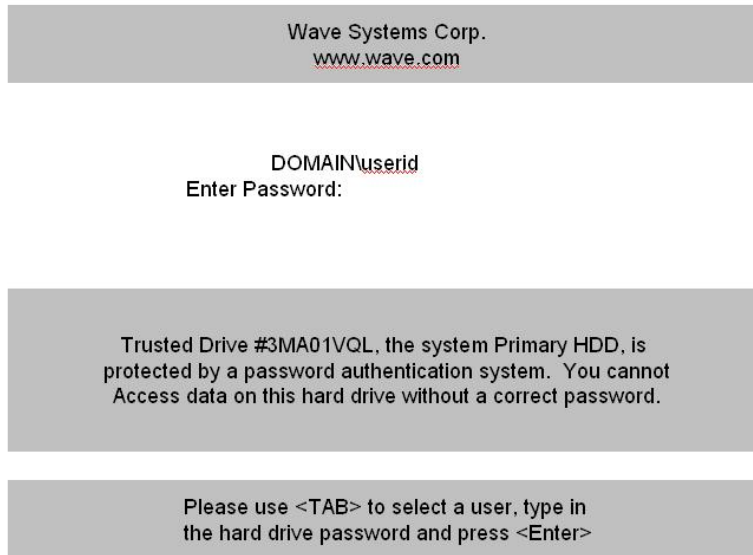 Wave Systems Corp.
www.wave.com
DOMAIN\userid
Enter Password:
Trusted Drive #3MA01VQL, the system Primary HDD, is
protected by a password authentication system.  You cannot
Access data on this hard drive without a correct password.
Please use <TAB> to select a user, type in
the hard drive password and press <Enter>